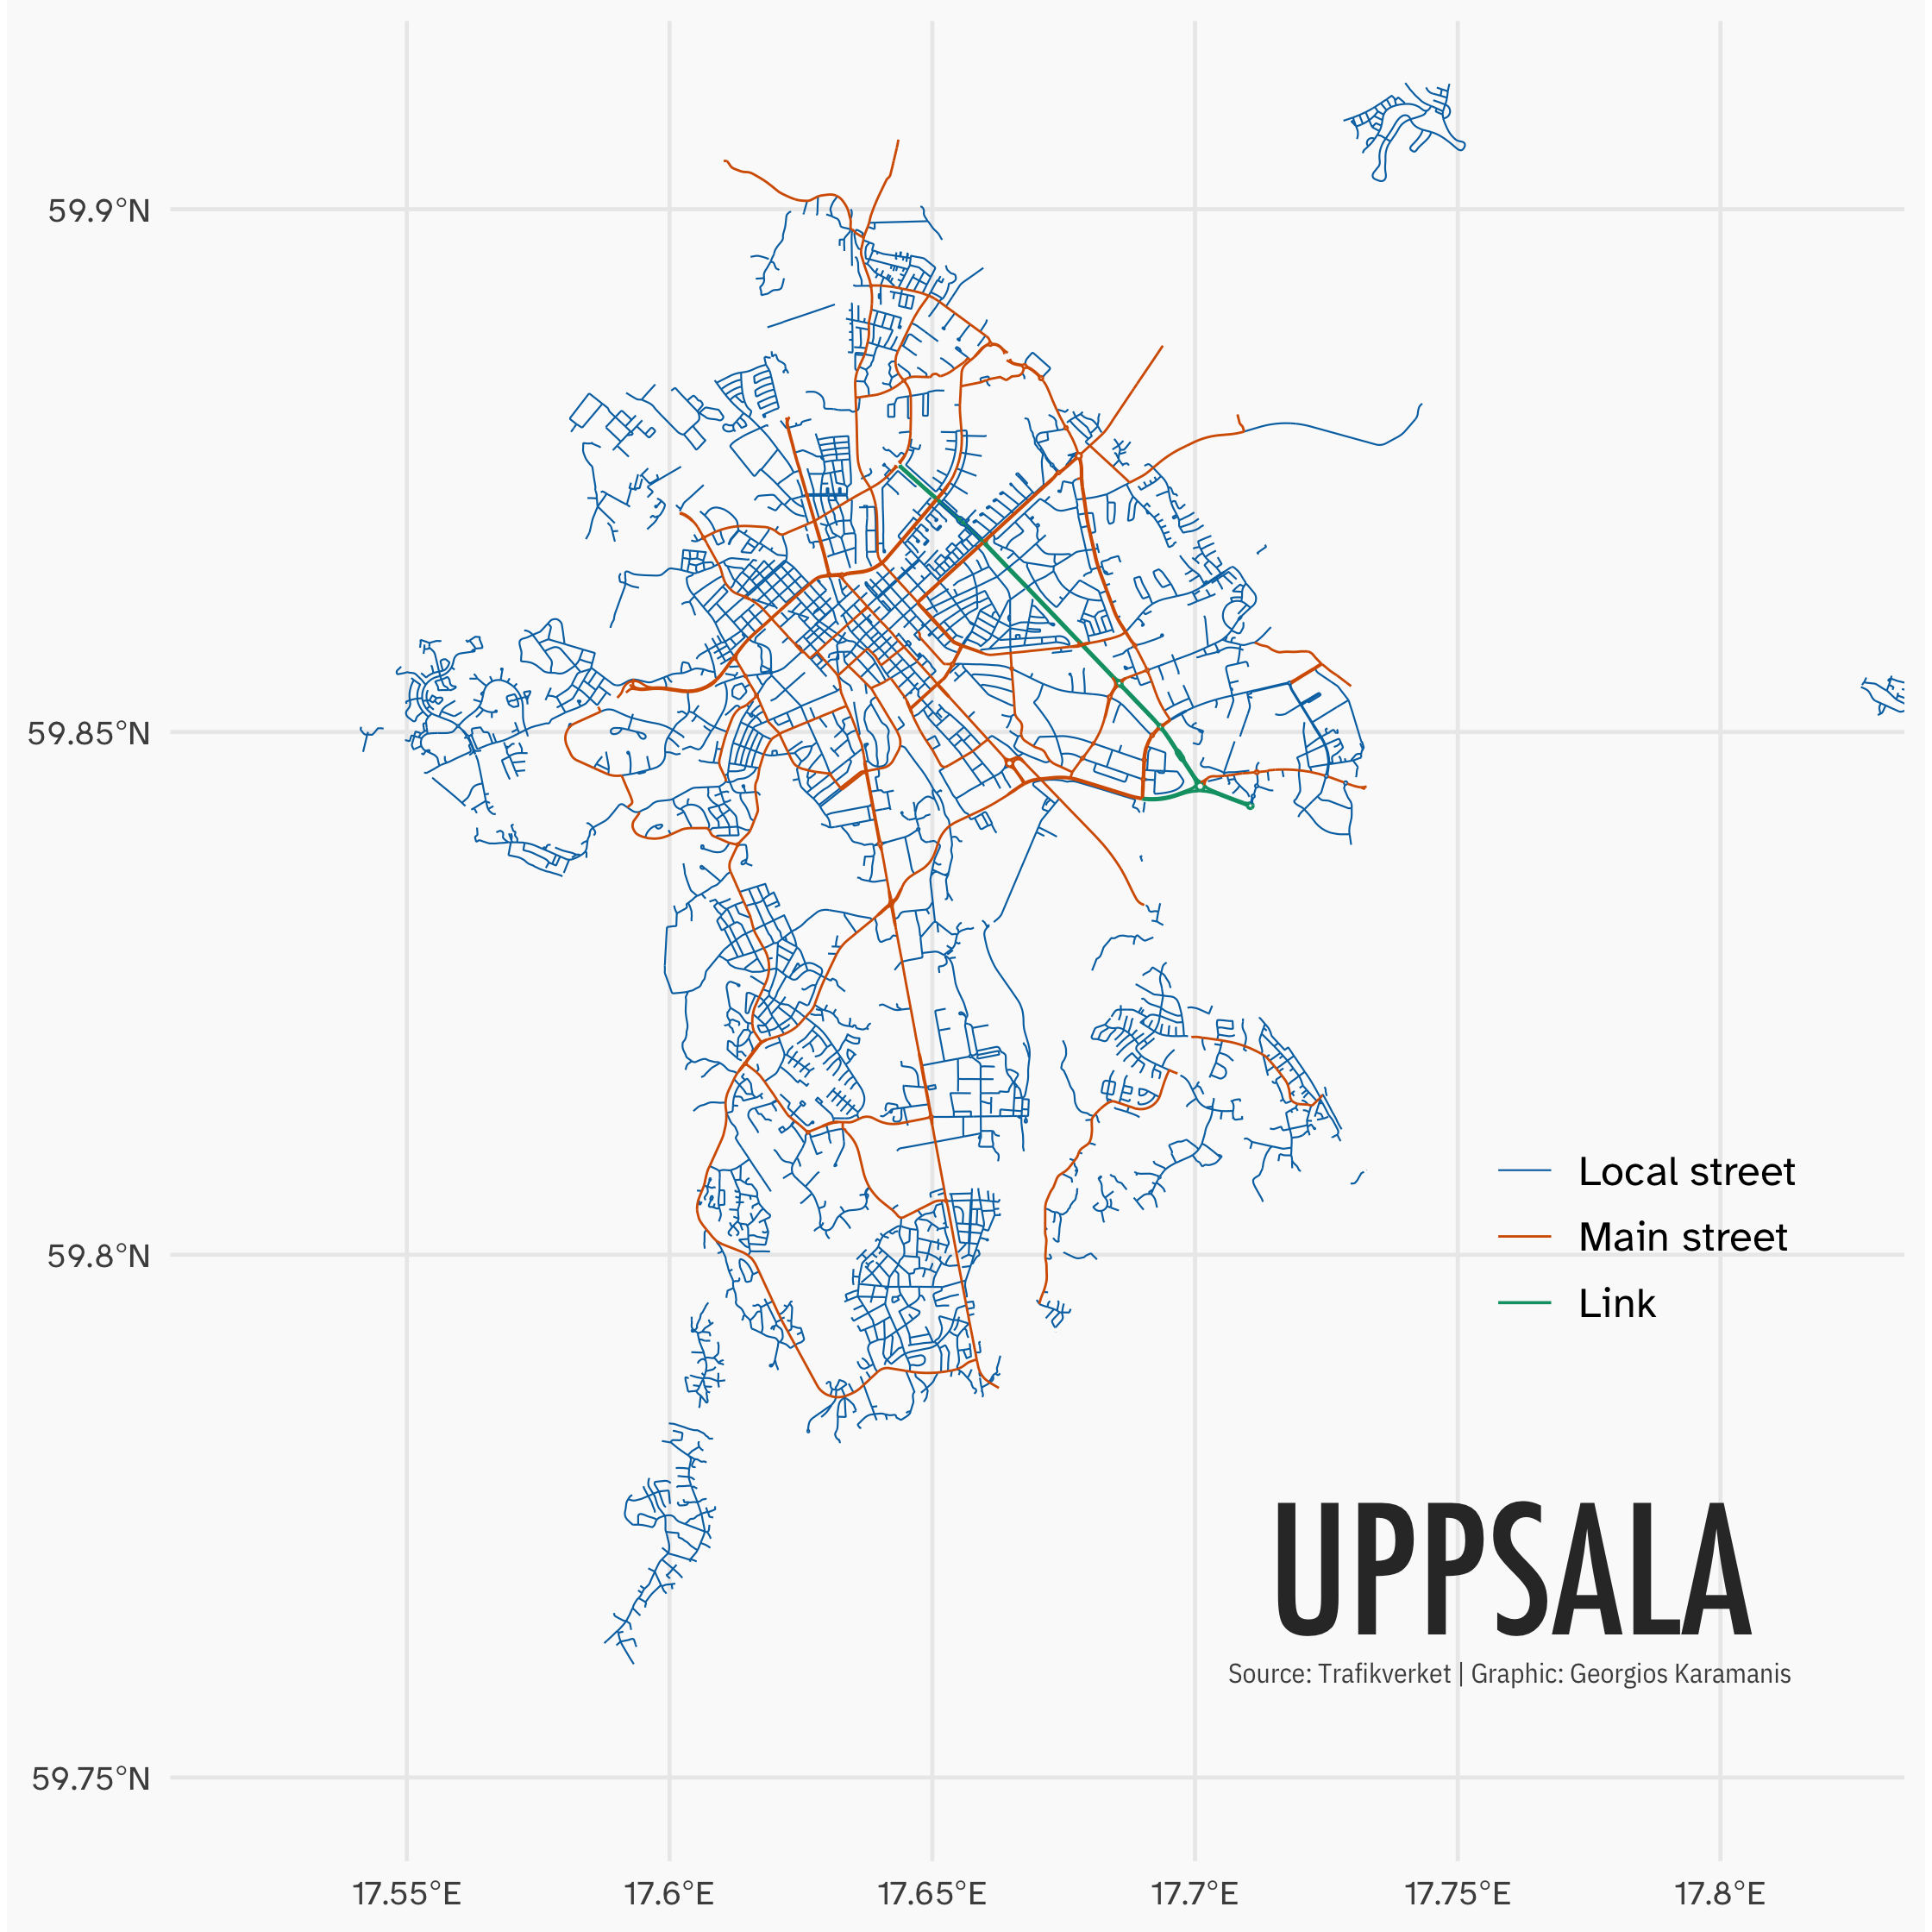 59.9°N
59.85°N
59.8°N
59.75°N
17.55°E
17.6°E
17.65°E
17.7°E
17.75°E
17.8°E
Local street
Main street
Link
UPPSALA
Source: Trafikverket | Graphic: Georgios Karamanis